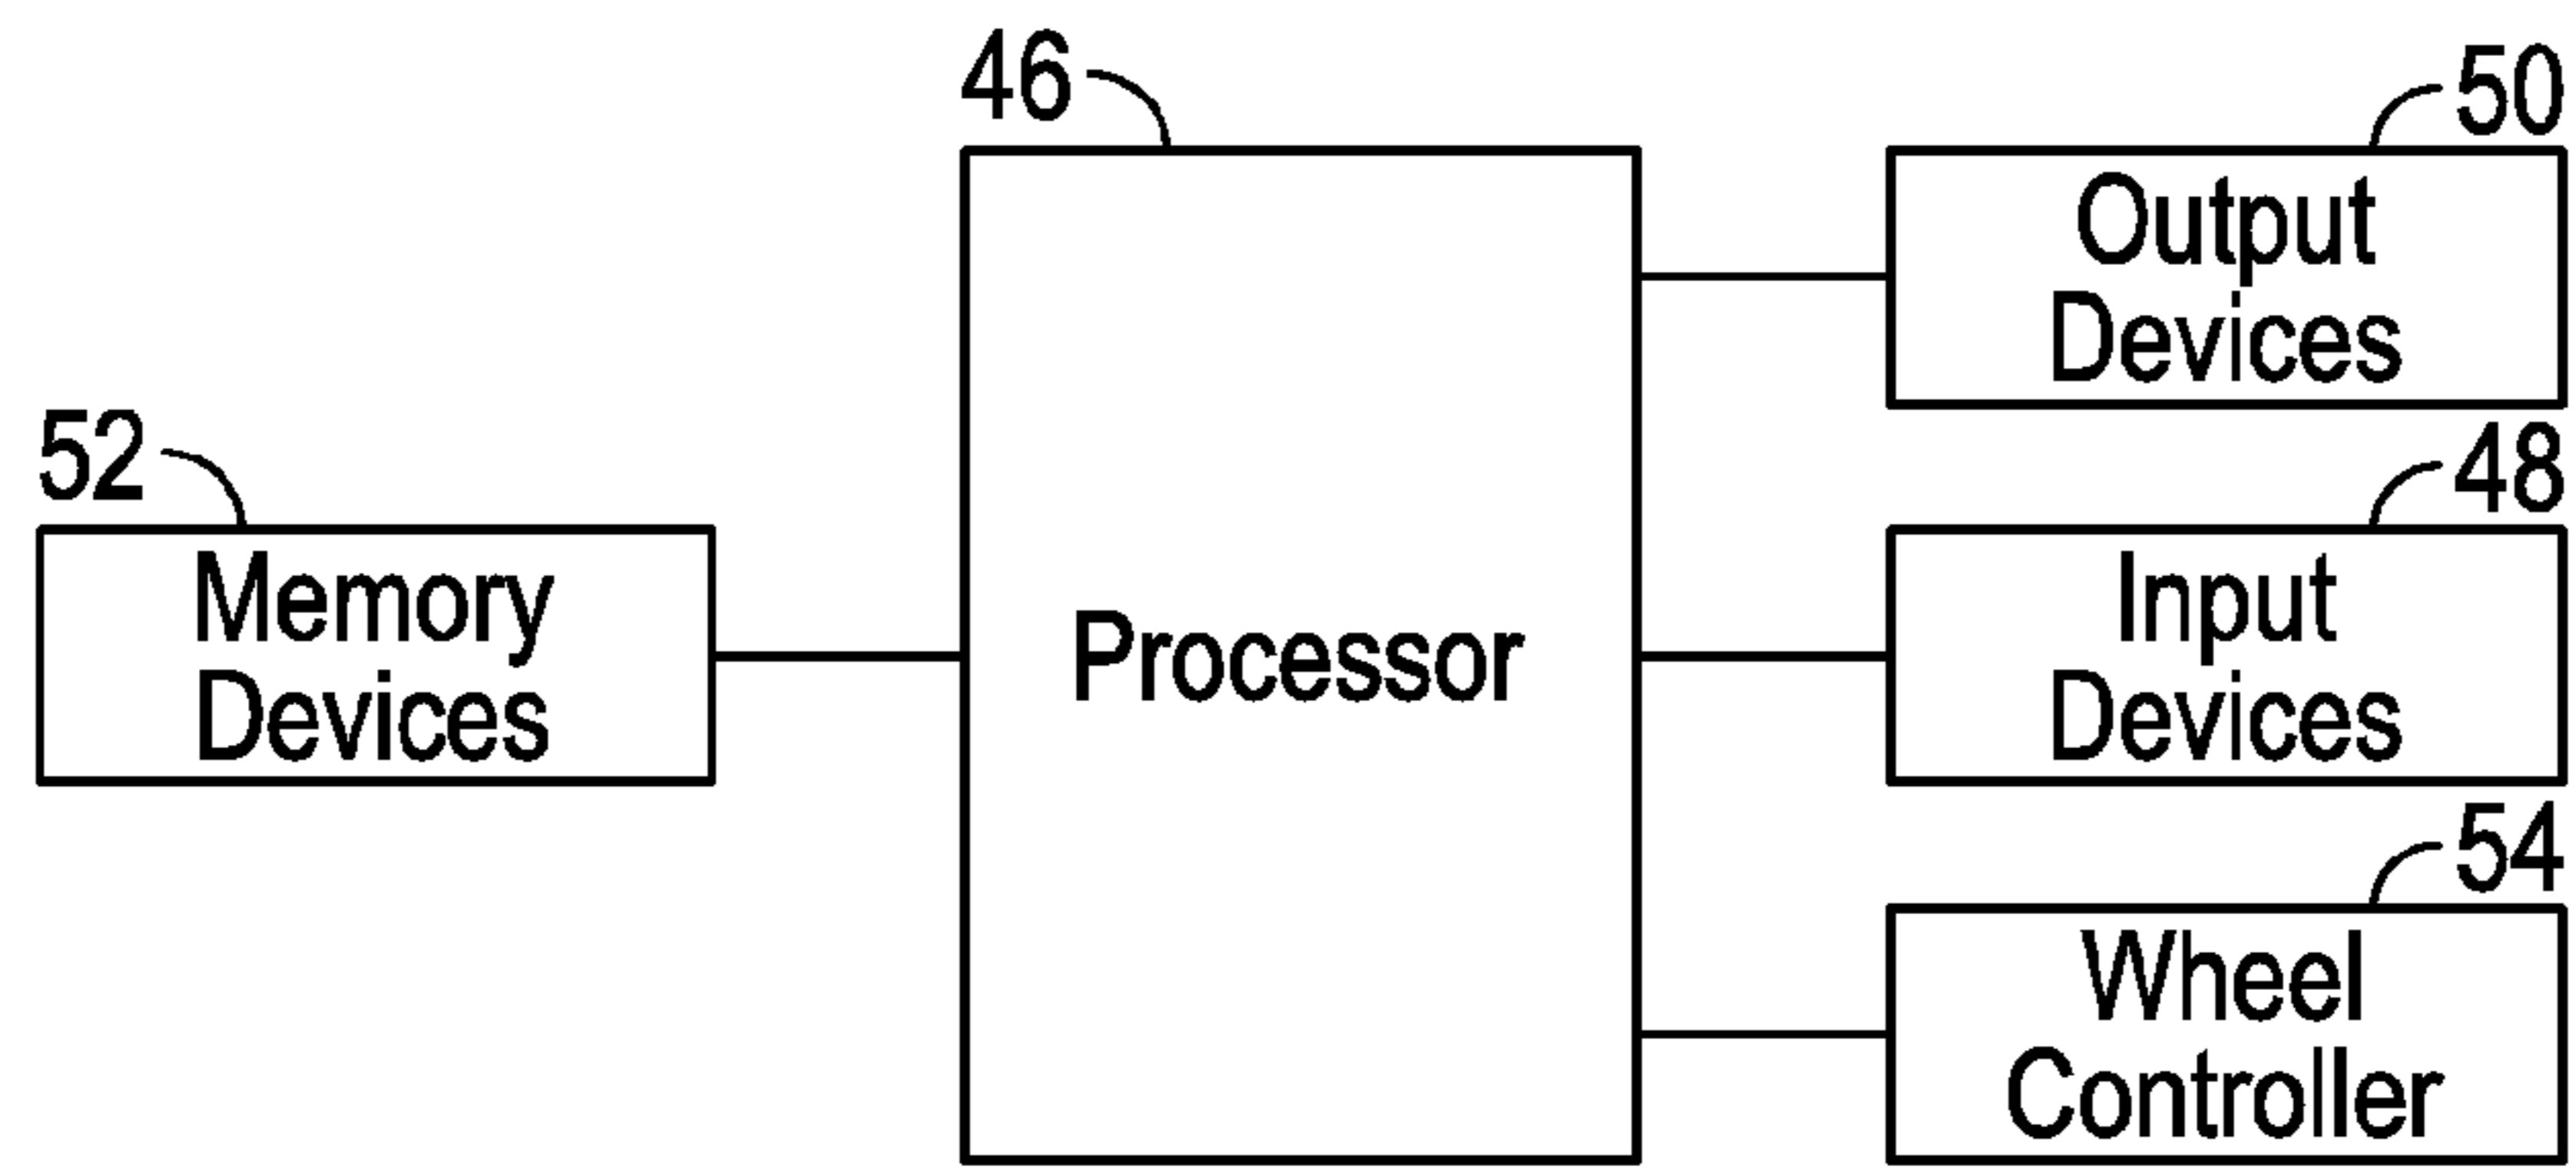 46
50
Output
Devices
52
48
Memory
Devices
Processor
Input
Devices
54
Wheel
Controller